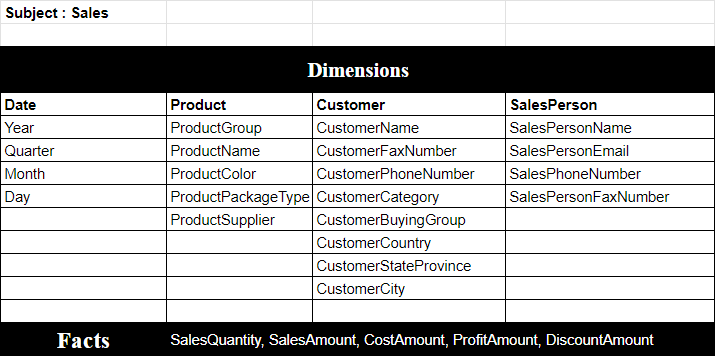 Subject : Sales
Dimensions
Date Product Customer SalesPerson
Year ProductGroup CustomerName SalesPersonName
Quarter ProductName CustomerFaxNumber SalesPersonEmail
Month ProductColor CustomerPhoneNumber SalesPhoneNumber
Day ProductPackageType CustomerCategory SalesPersonFaxNumber
ProductSupplier CustomerBuyingGroup
CustomerCountry
CustomerStateProvince
CustomerCity
Facts SalesQuantity, SalesAmount, CostAmount, ProfitAmount, DiscountAmount